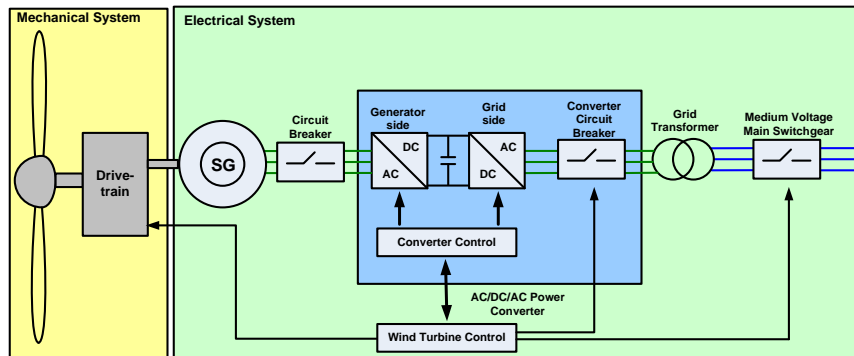 Mechanical System
Electrical System
Circuit
Breaker
Generator
side
Grid
side
Converter
Circuit
Breaker
Grid
Transformer
Medium Voltage
Main Switchgear
Drive-
train
SG
DC
AC
AC
DC
Converter Control
AC/DC/AC Power
Converter
Wind Turbine Control